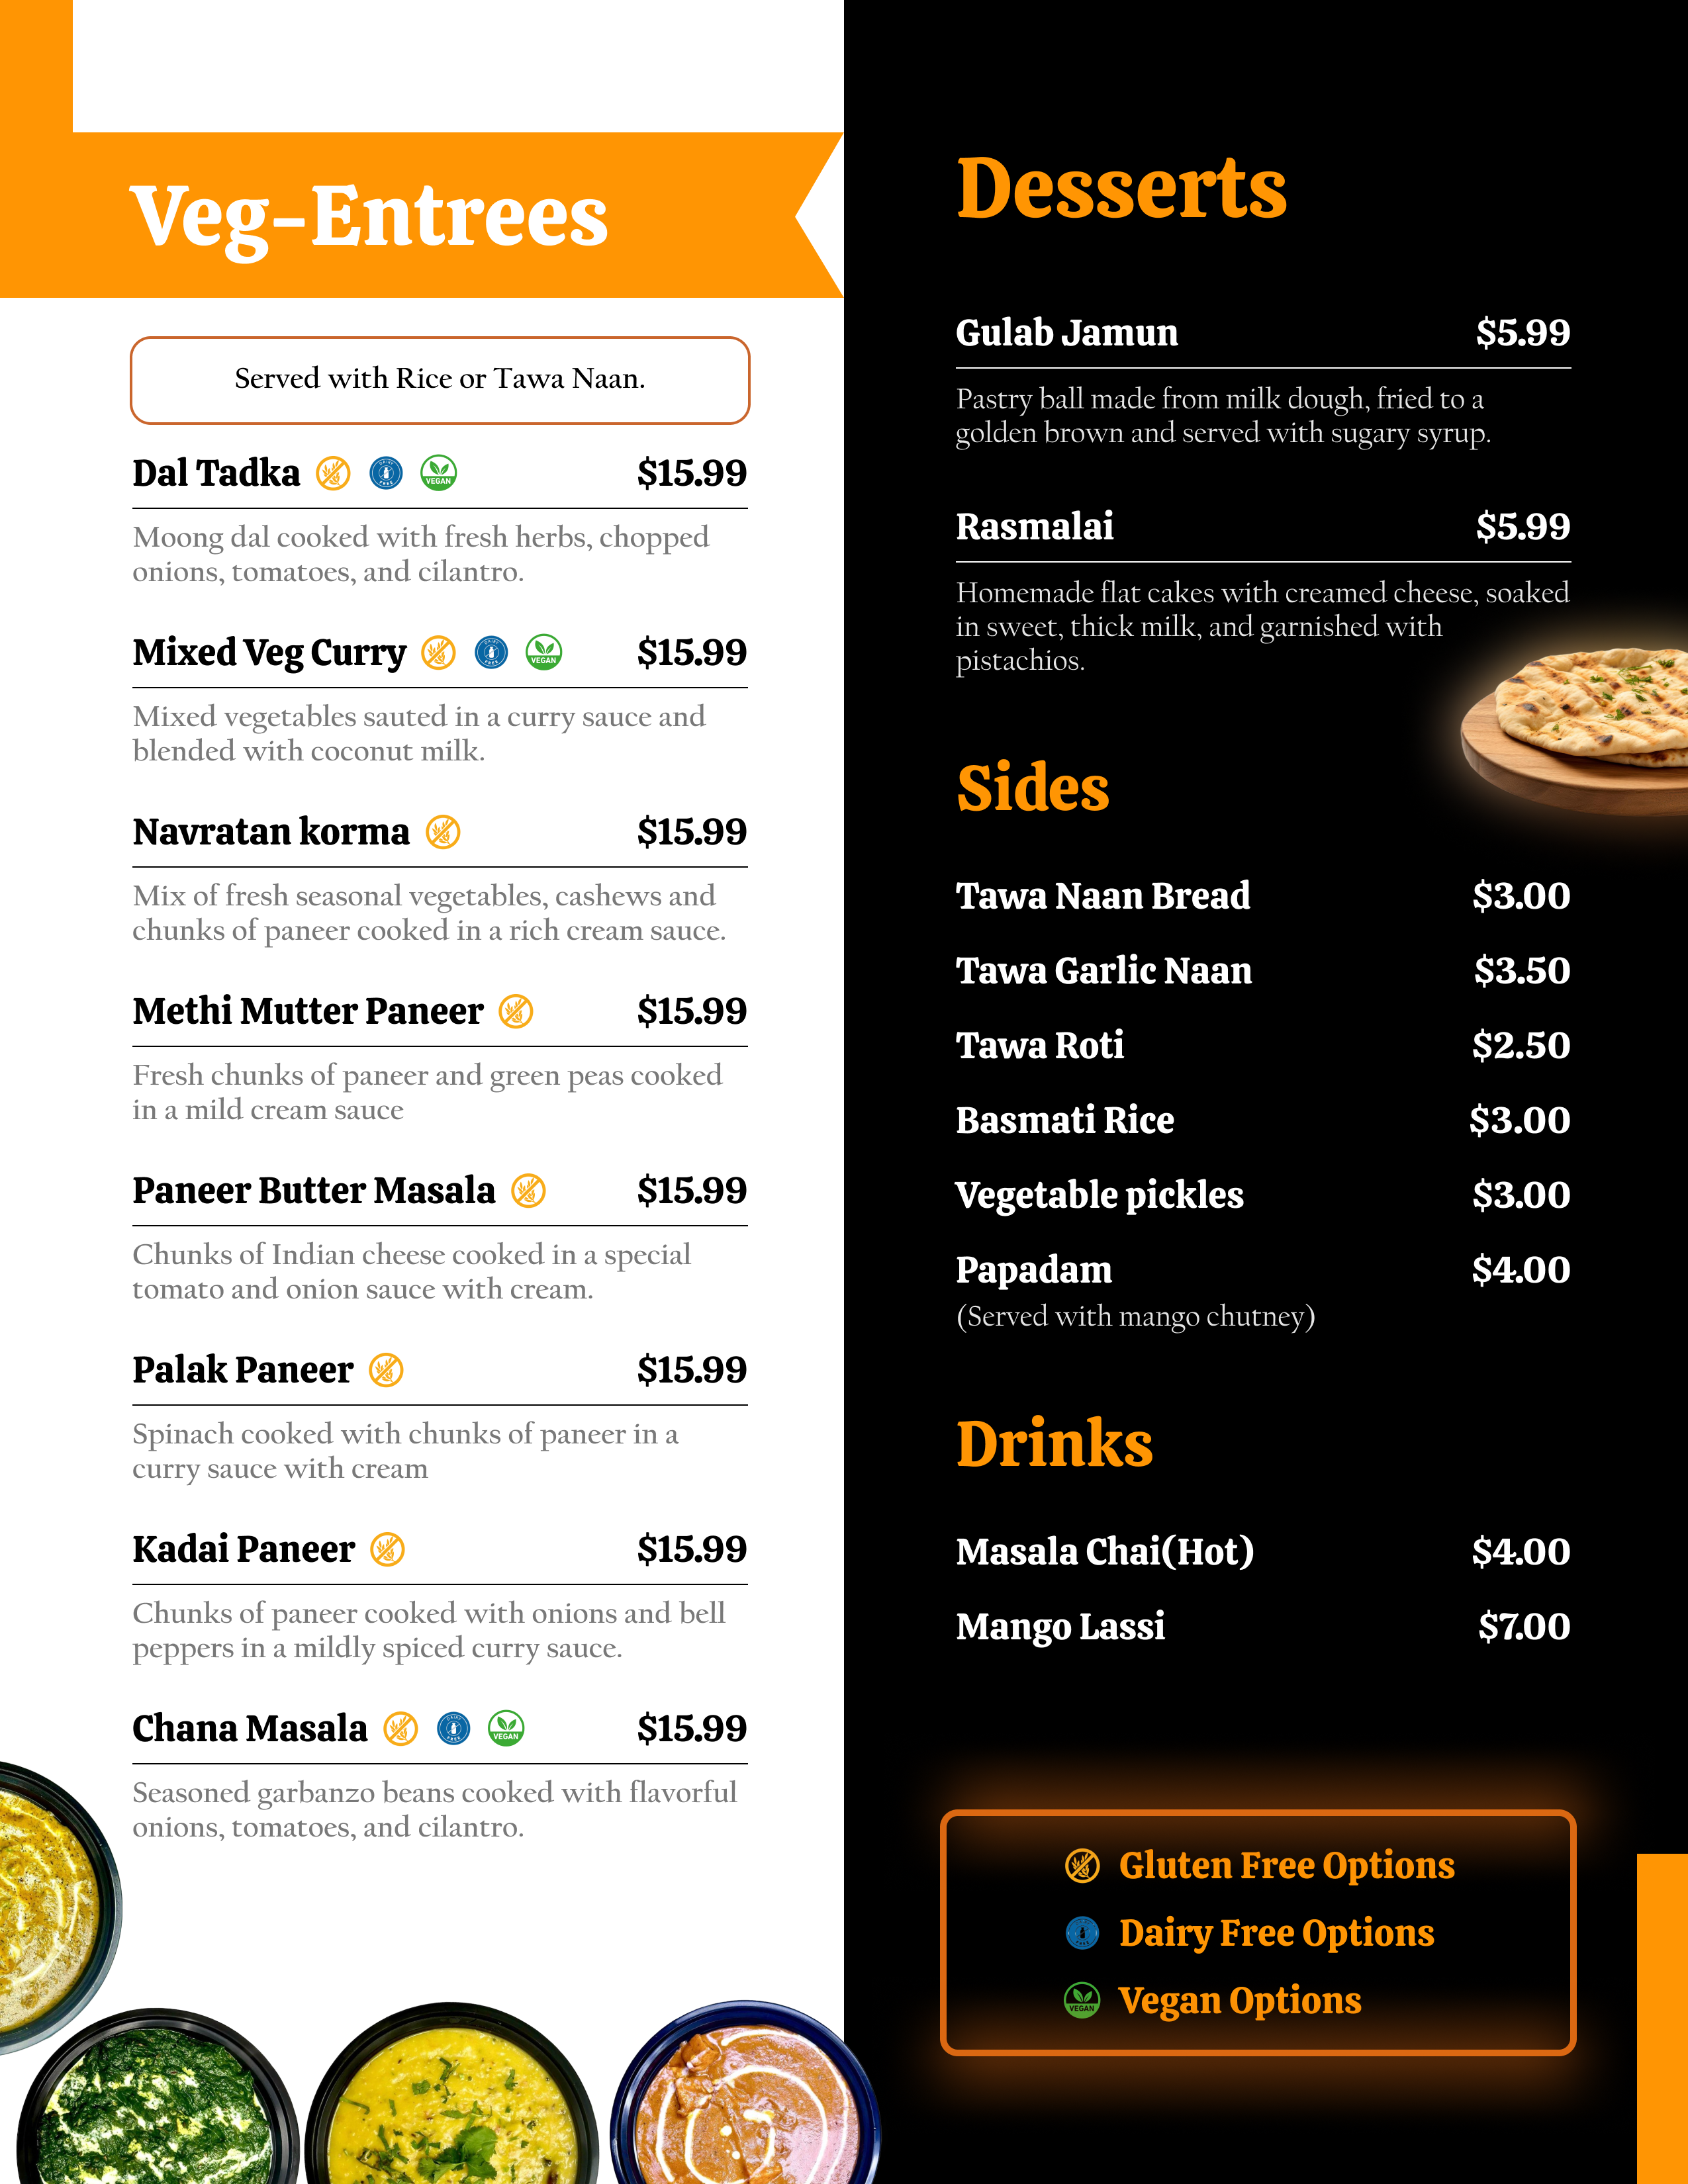 Veg-Entrees
Served with Rice or Tawa Naan.
Dal Tadka $15.99
Moong dal cooked with fresh herbs, chopped
onions, tomatoes, and cilantro.
Mixed Veg Curry $15.99
Mixed vegetables sauted in a curry sauce and
blended with coconut milk.
Navratan korma $15.99
Mix of fresh seasonal vegetables, cashews and
chunks of paneer cooked in a rich cream sauce.
Methi Mutter Paneer $15.99
Fresh chunks of paneer and green peas cooked
in a mild cream sauce
Paneer Butter Masala $15.99
Chunks of Indian cheese cooked in a special
tomato and onion sauce with cream.
Palak Paneer $15.99
Spinach cooked with chunks of paneer in a
curry sauce with cream
Kadai Paneer $15.99
Chunks of paneer cooked with onions and bell
peppers in a mildly spiced curry sauce.
Chana Masala $15.99
Seasoned garbanzo beans cooked with flavorful
onions, tomatoes, and cilantro.
Desserts
Gulab Jamun $5.99
Pastry ball made from milk dough, fried to a
golden brown and served with sugary syrup.
Rasmalai $5.99
Homemade flat cakes with creamed cheese, soaked
in sweet, thick milk, and garnished with
pistachios.
Sides
Tawa Naan Bread $3.00
Tawa Garlic Naan $3.50
Tawa Roti $2.50
Basmati Rice $3.00
Vegetable pickles $3.00
Papadam $4.00
(Served with mango chutney)
Drinks
Masala Chai(Hot) $4.00
Mango Lassi $7.00
Gluten Free Options
Dairy Free Options
VEGAN Vegan Options